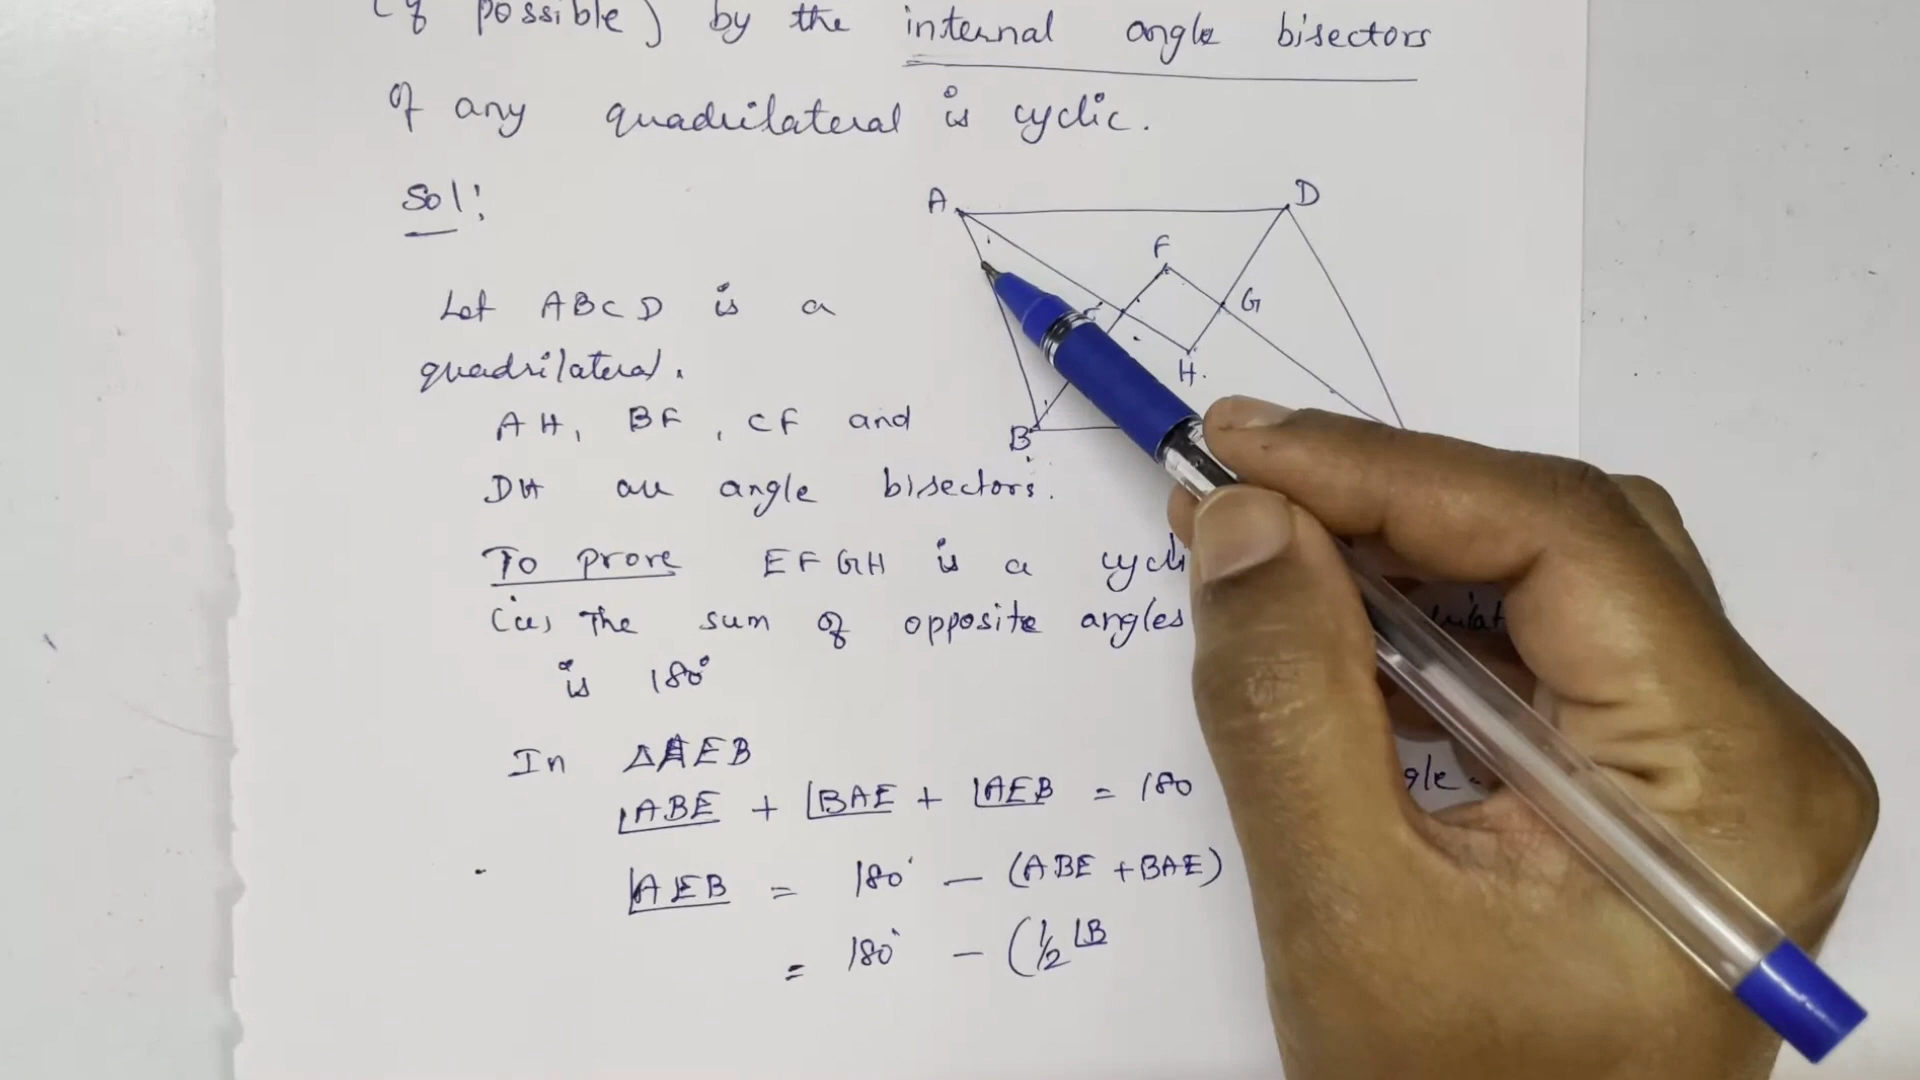 possible) by the internal angle bisectors
of any quadrilateral is cyclic.
Sol:
A D
F
G
Let ABCD is a
quadrilateral.
H.
AH, BF, CF and
B
DH are angle bisectors.
To prove EFGH is a
(ie) The sum of opposite angles
is 180°
In ΔAEB
∠ABE + ∠BAE + ∠AEB = 180
∠AEB = 180° - (ABE + BAE)
= 180° - (1/2 ∠B